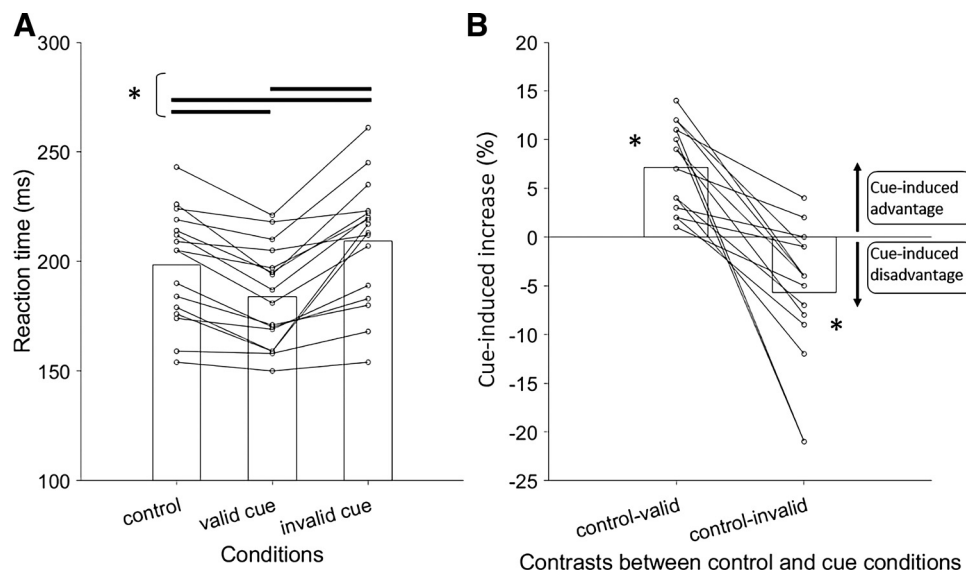 A
300
250
200
150
100
Reaction time (ms)
*
control
valid cue
invalid cue
Conditions
B
20
15
10
5
0
-5
-10
-15
-20
-25
Cue-induced increase (%)
*
*
Cue-induced
advantage
Cue-induced
disadvantage
control-valid
control-invalid
Contrasts between control and cue conditions